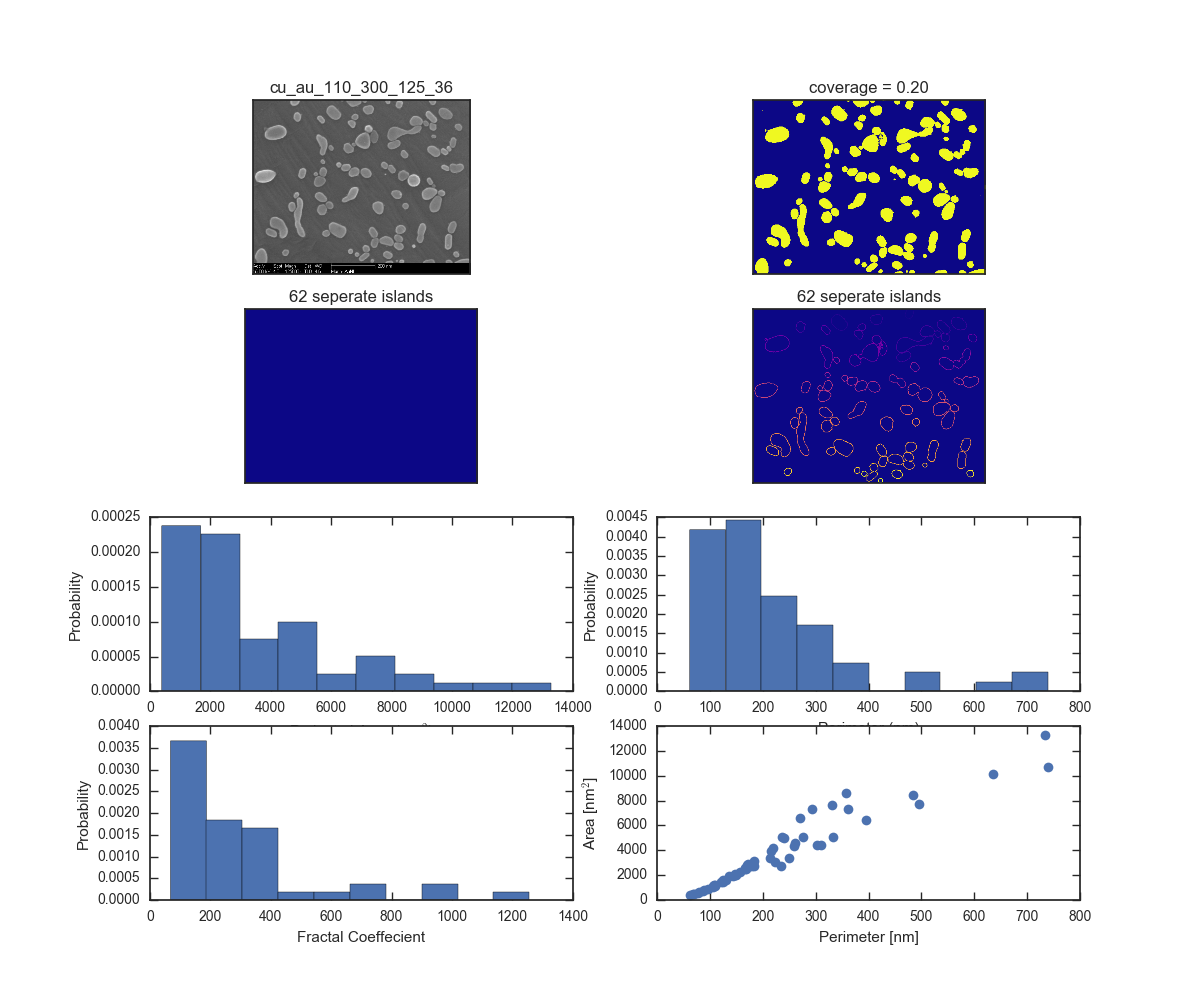 cu_au_110_300_125_36
coverage = 0.20
200 nm
62 seperate islands
62 seperate islands
Probability
0.00025
0.00020
0.00015
0.00010
0.00005
0.00000
0 2000 4000 6000 8000 10000 12000 14000
Probability
0.0045
0.0040
0.0035
0.0030
0.0025
0.0020
0.0015
0.0010
0.0005
0.0000
0 100 200 300 400 500 600 700 800
Probability
0.0040
0.0035
0.0030
0.0025
0.0020
0.0015
0.0010
0.0005
0.0000
0 200 400 600 800 1000 1200 1400
Fractal Coeffecient
Area [nm²]
14000
12000
10000
8000
6000
4000
2000
0
0 100 200 300 400 500 600 700 800
Perimeter [nm]